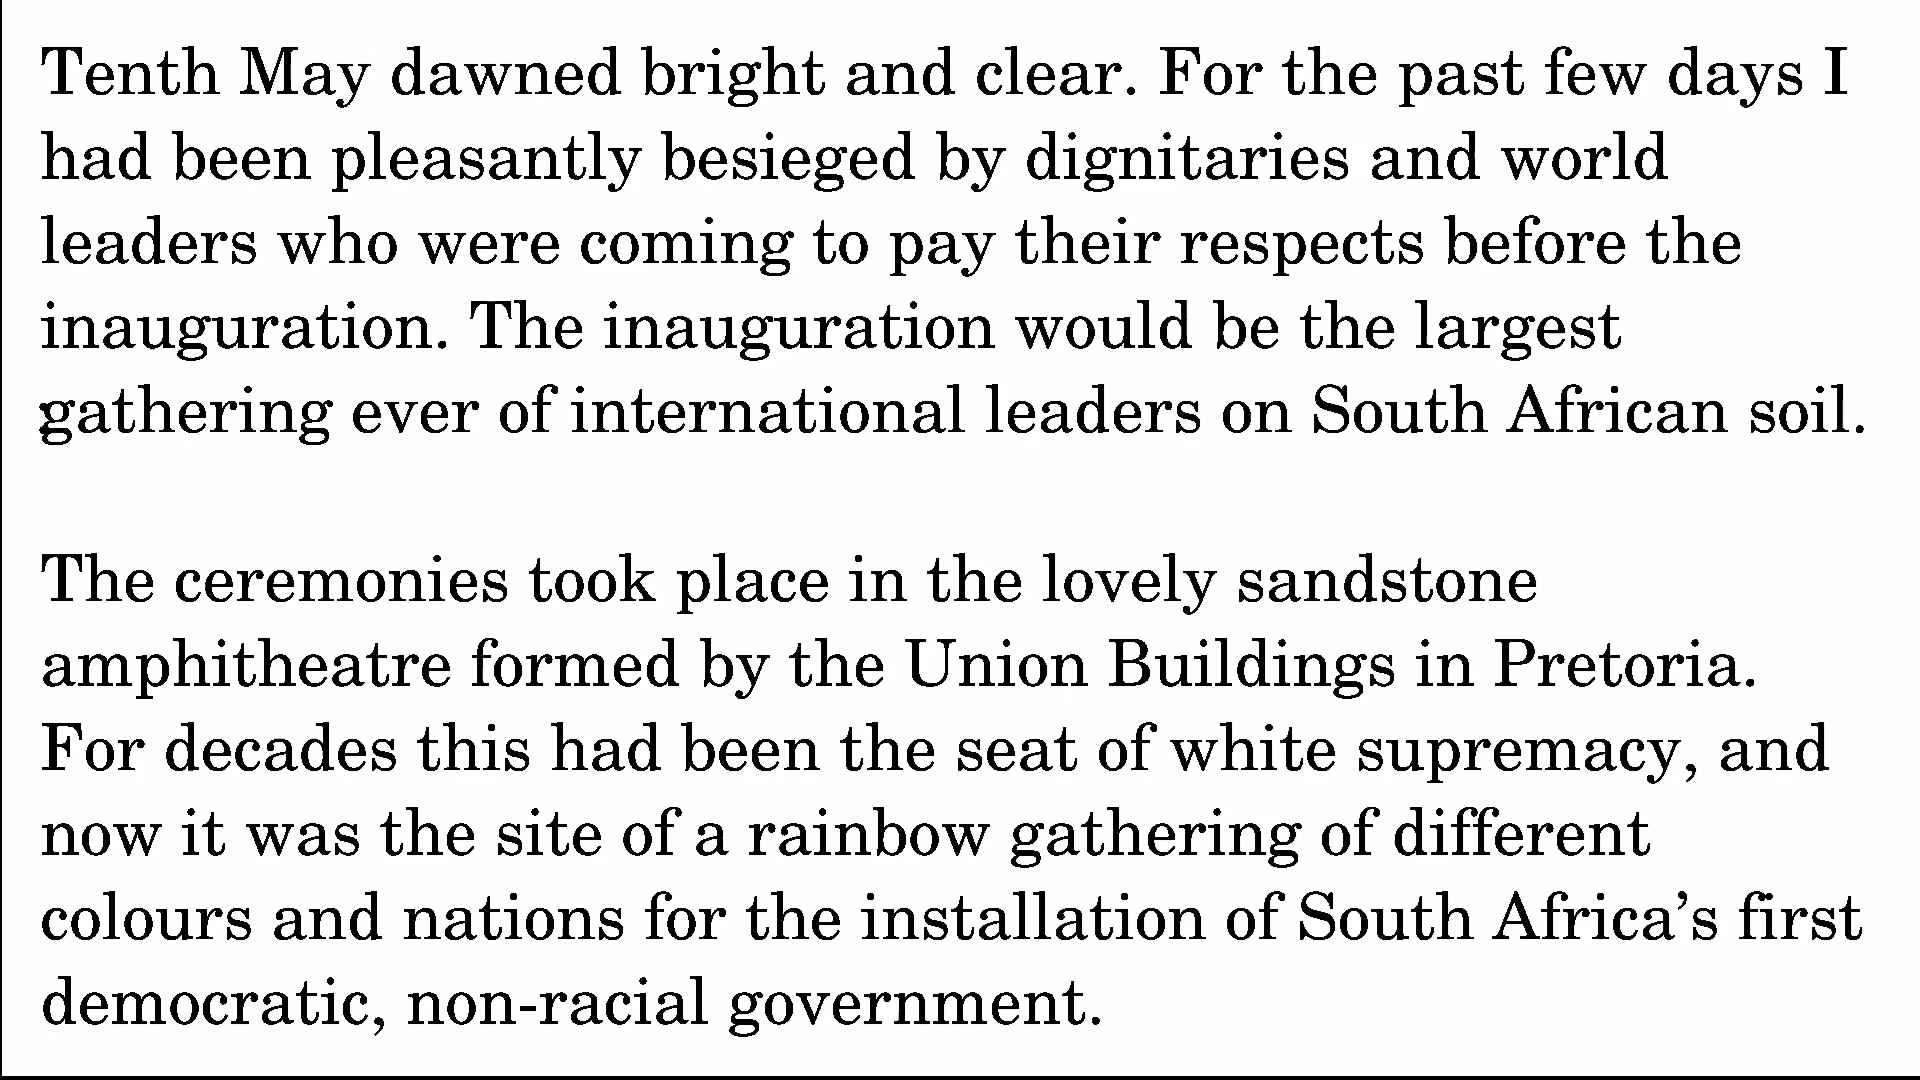 Tenth May dawned bright and clear. For the past few days I
had been pleasantly besieged by dignitaries and world
leaders who were coming to pay their respects before the
inauguration. The inauguration would be the largest
gathering ever of international leaders on South African soil.
The ceremonies took place in the lovely sandstone
amphitheatre formed by the Union Buildings in Pretoria.
For decades this had been the seat of white supremacy, and
now it was the site of a rainbow gathering of different
colours and nations for the installation of South Africa’s first
democratic, non-racial government.